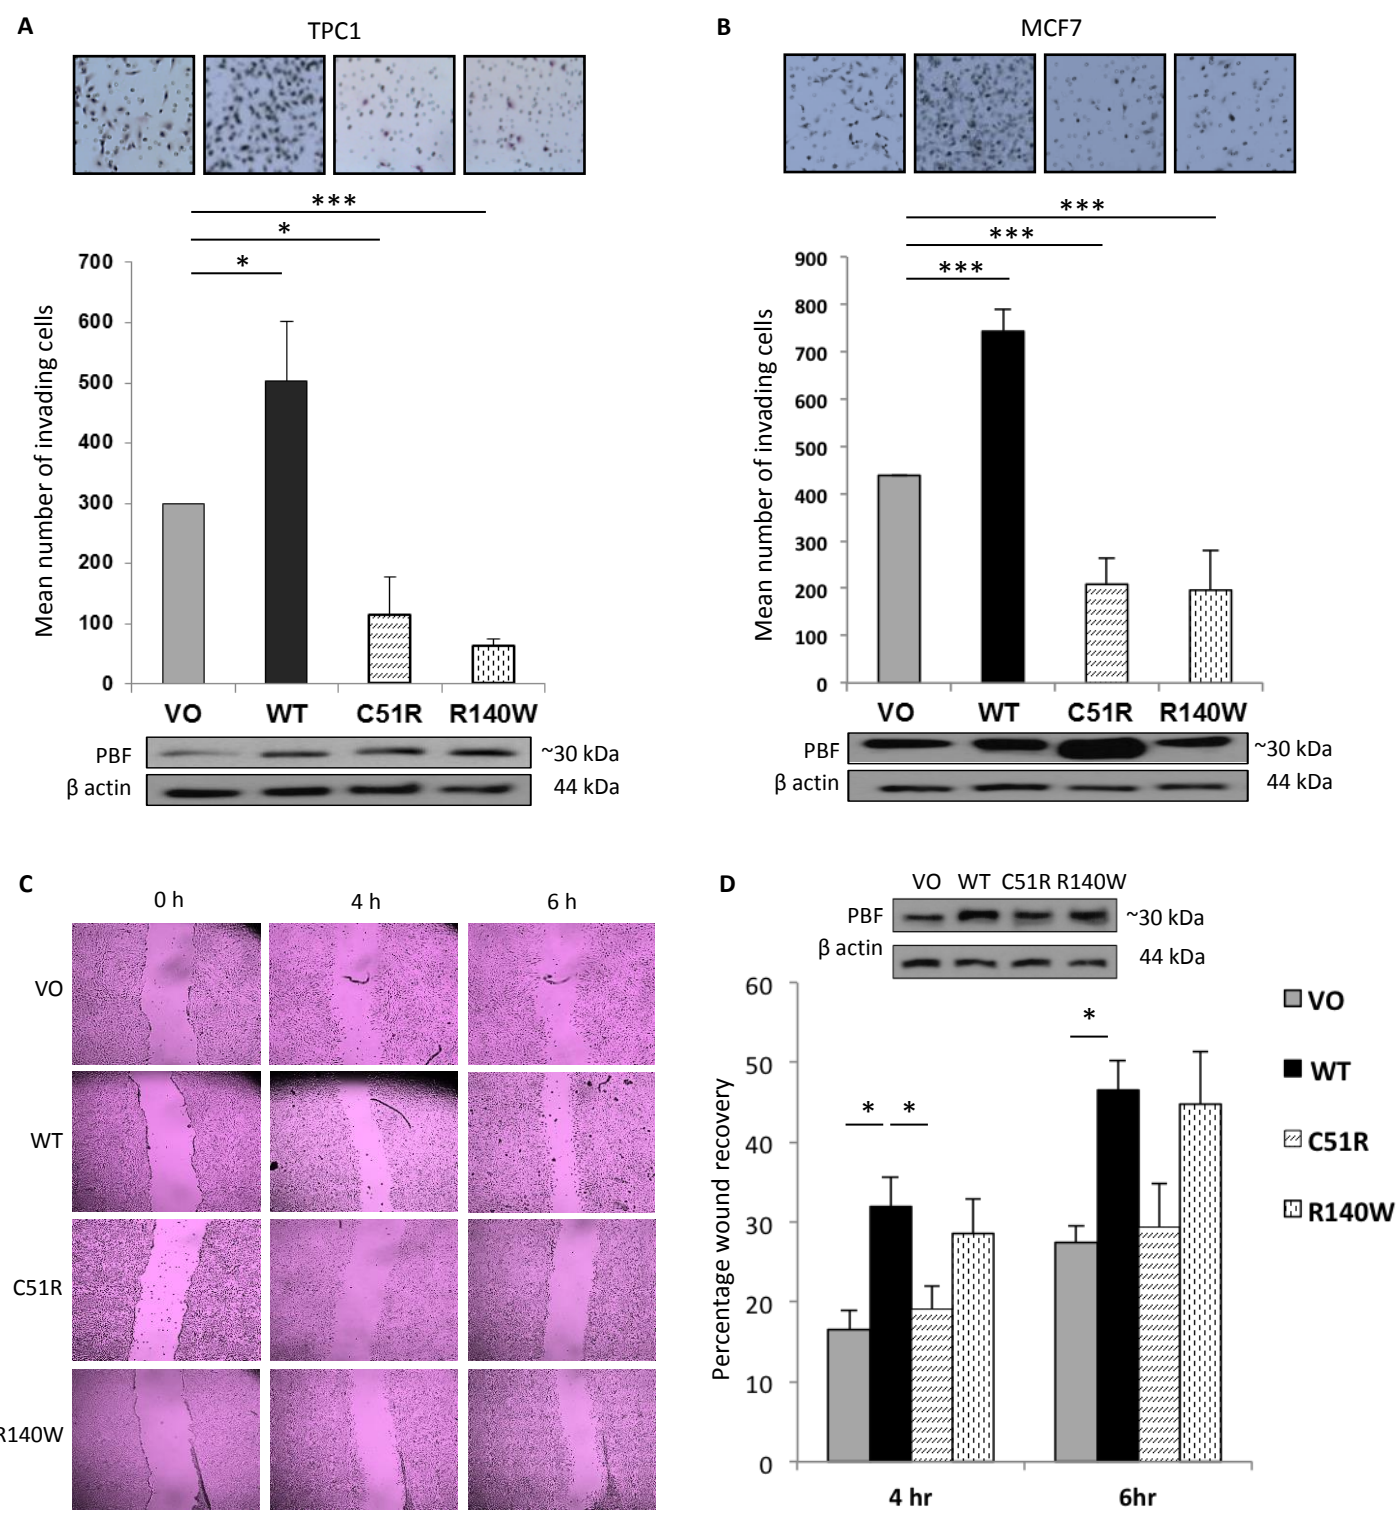 A
TPC1
***
*
*
700
600
500
400
300
200
100
0
Mean number of invading cells
VO WT C51R R140W
PBF ~30 kDa
β actin 44 kDa
B
MCF7
***
***
***
900
800
700
600
500
400
300
200
100
0
Mean number of invading cells
VO WT C51R R140W
PBF ~30 kDa
β actin 44 kDa
C
0 h 4 h 6 h
VO
WT
C51R
R140W
D
VO WT C51R R140W
PBF ~30 kDa
β actin 44 kDa
60
50
40
30
20
10
0
Percentage wound recovery
* *
*
4 hr 6hr
VO
WT
C51R
R140W